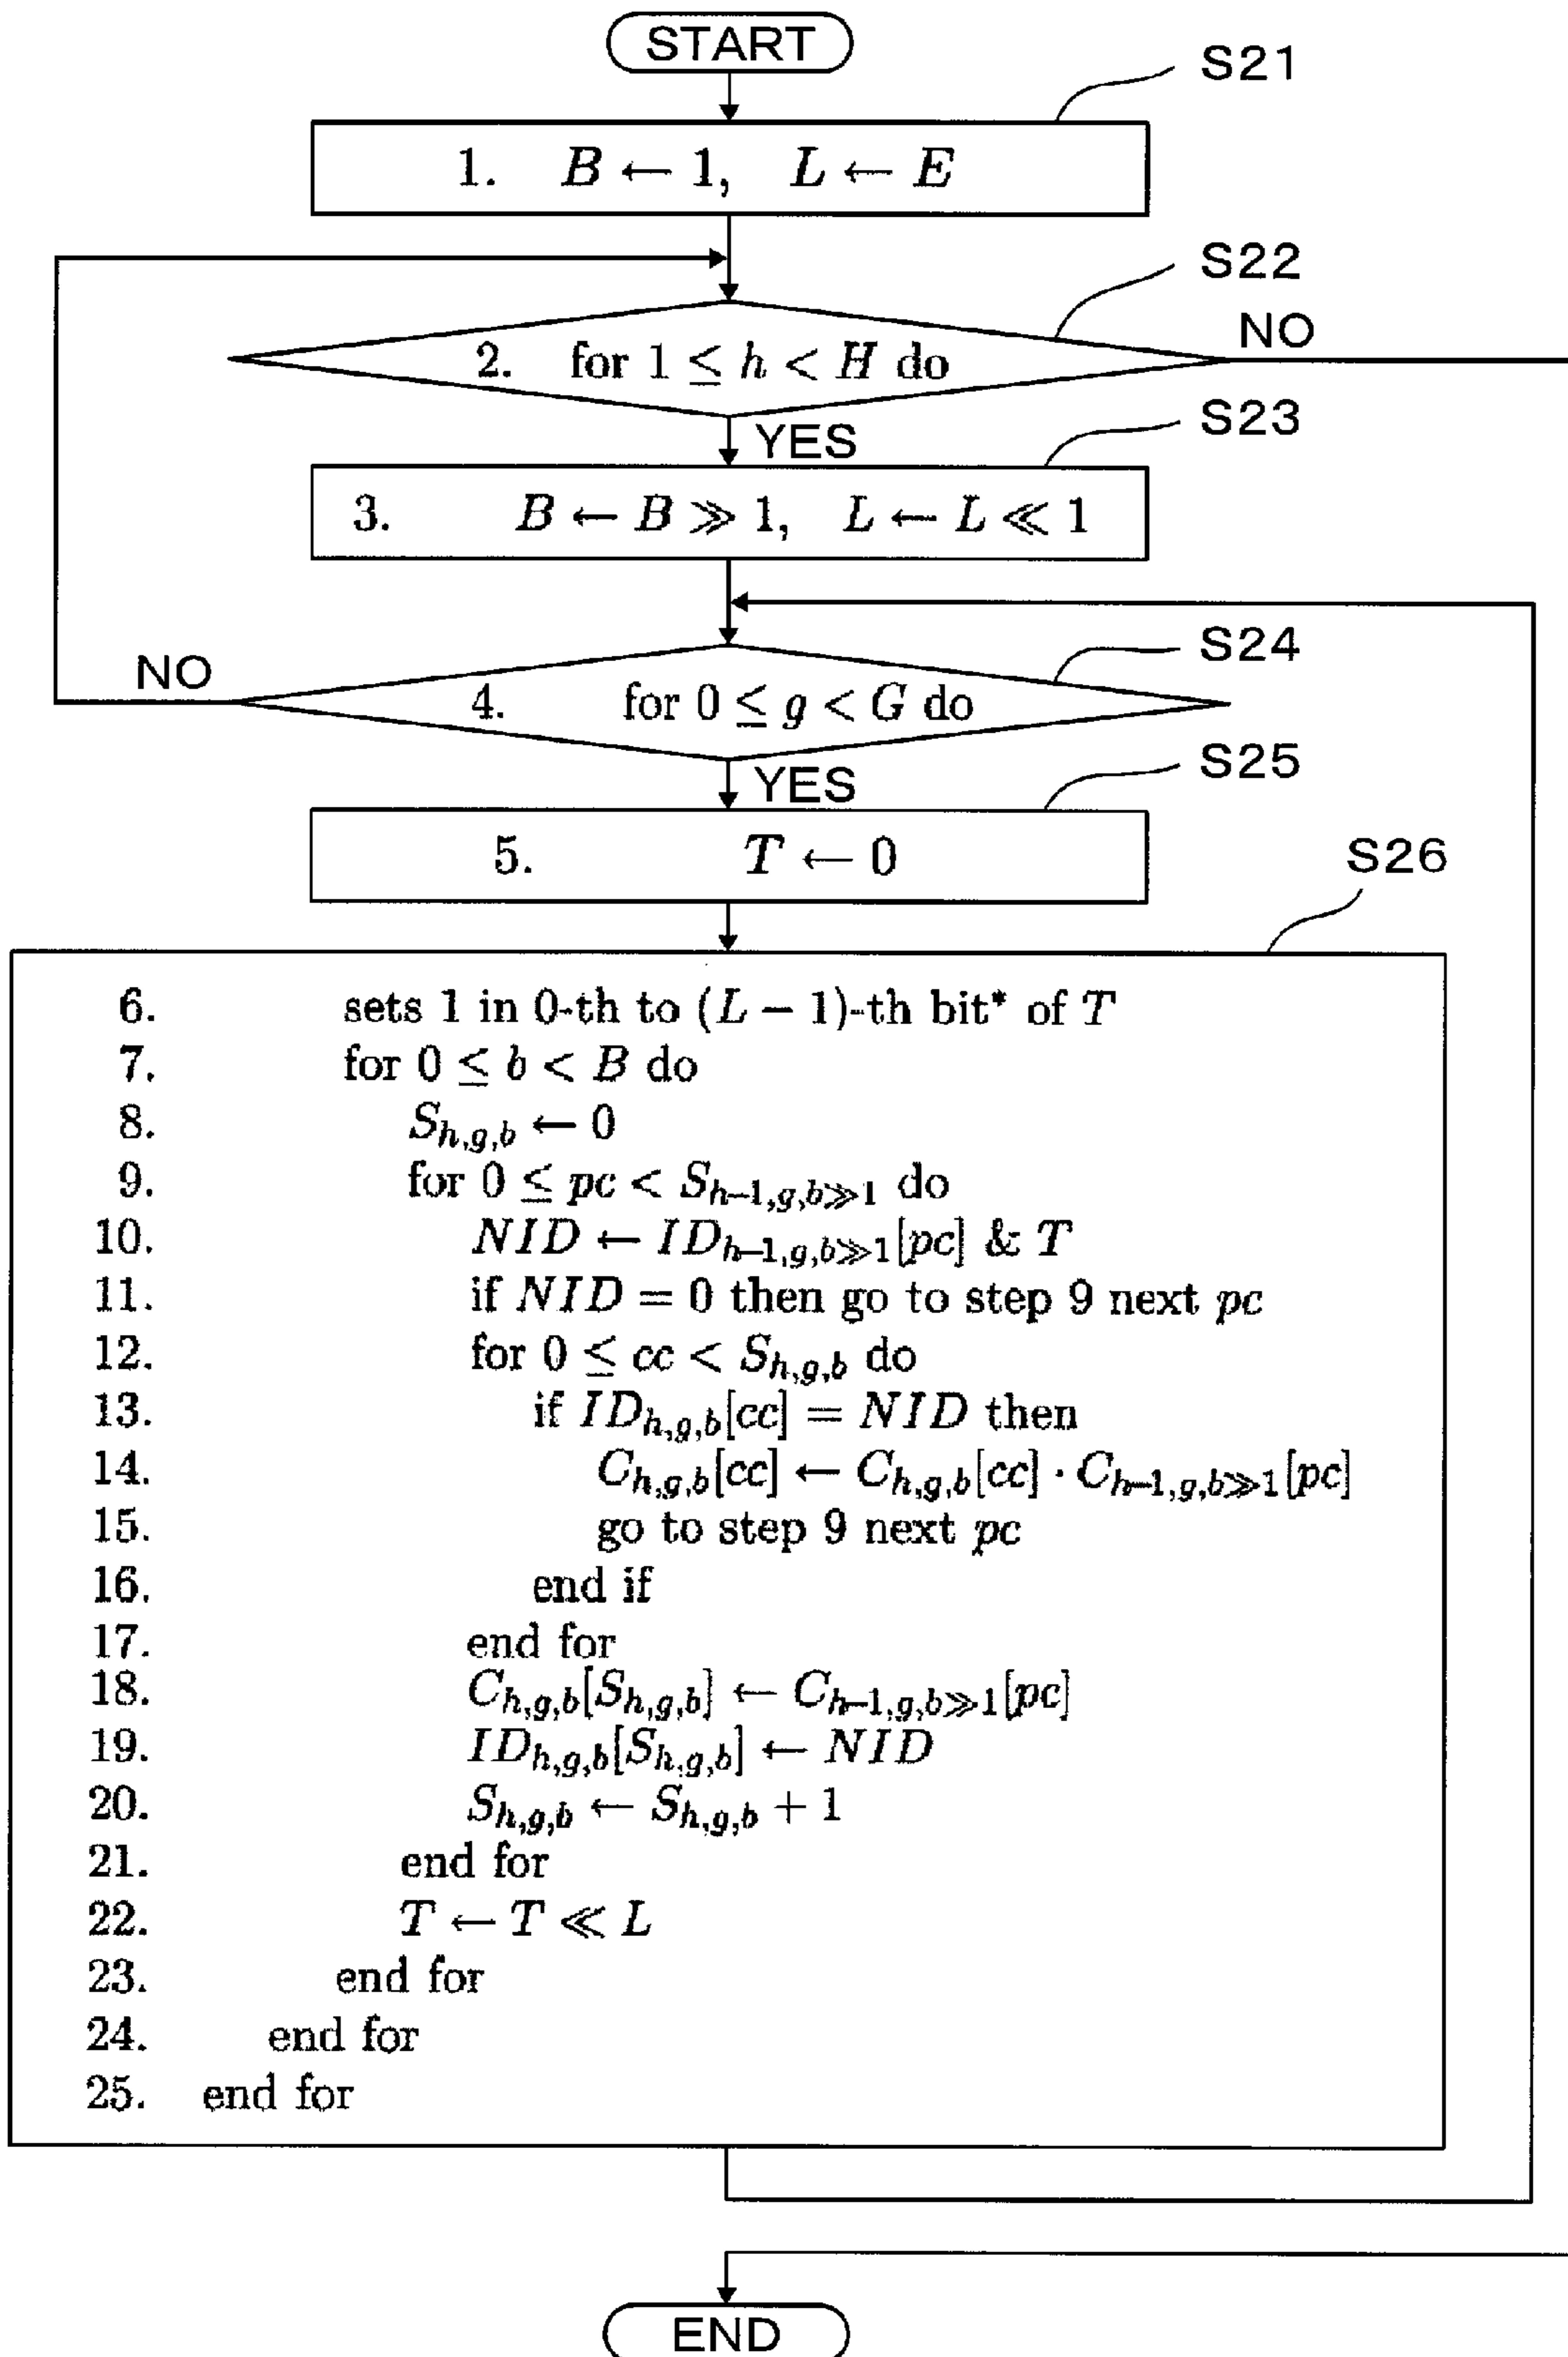 START
S21
1. B ← 1, L ← E
S22
2. for 1 ≤ h < H do
NO
YES
S23
3. B ← B ≫ 1, L ← L ≪ 1
S24
NO
4. for 0 ≤ g < G do
YES
S25
5. T ← 0
S26
6. sets 1 in 0-th to (L − 1)-th bit* of T
7. for 0 ≤ b < B do
8. S_{h,g,b} ← 0
9. for 0 ≤ pc < S_{h−1,g,b≫1} do
10. NID ← ID_{h−1,g,b≫1}[pc] & T
11. if NID = 0 then go to step 9 next pc
12. for 0 ≤ cc < S_{h,g,b} do
13. if ID_{h,g,b}[cc] = NID then
14. C_{h,g,b}[cc] ← C_{h,g,b}[cc] · C_{h−1,g,b≫1}[pc]
15. go to step 9 next pc
16. end if
17. end for
18. C_{h,g,b}[S_{h,g,b}] ← C_{h−1,g,b≫1}[pc]
19. ID_{h,g,b}[S_{h,g,b}] ← NID
20. S_{h,g,b} ← S_{h,g,b} + 1
21. end for
22. T ← T ≪ L
23. end for
24. end for
25. end for
END